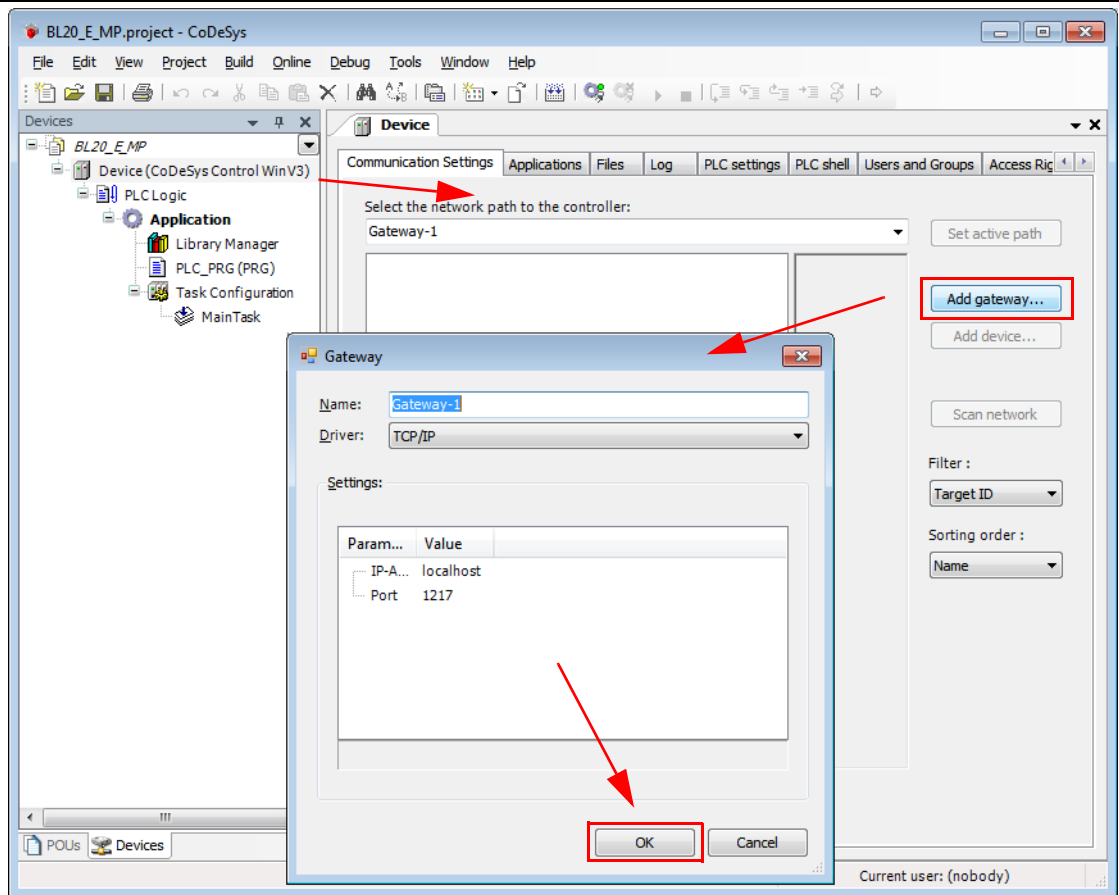 BL20_E_MP.project - CoDeSys
File Edit View Project Build Online Debug Tools Window Help
Devices
BL20_E_MP
Device (CoDeSys Control Win V3)
PLC Logic
Application
Library Manager
PLC_PRG (PRG)
Task Configuration
MainTask
POUs Devices
Device
Communication Settings Applications Files Log PLC settings PLC shell Users and Groups Access Rig
Select the network path to the controller:
Gateway-1
Set active path
Add gateway...
Add device...
Scan network
Filter :
Target ID
Sorting order :
Name
Gateway
Name: Gateway-1
Driver: TCP/IP
Settings:
Param... Value
IP-A... localhost
Port 1217
OK Cancel
Current user: (nobody)